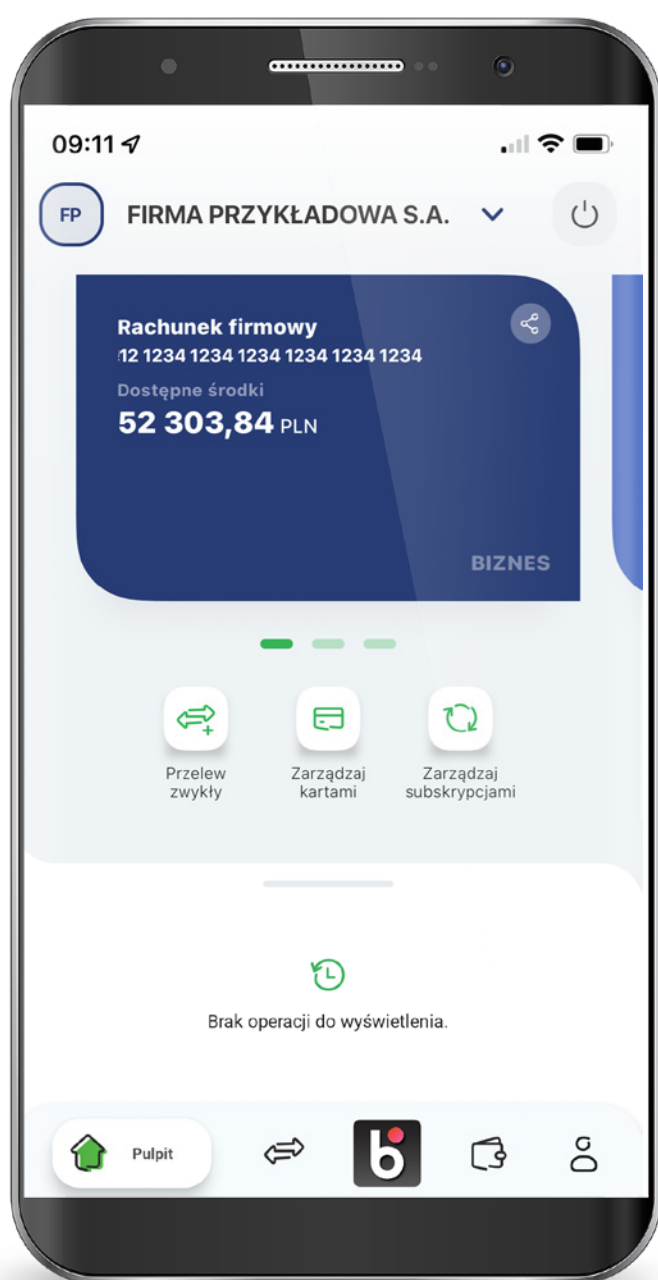 09:11
FP FIRMA PRZYKŁADOWA S.A.
Rachunek firmowy
12 1234 1234 1234 1234 1234 1234
Dostępne środki
52 303,84 PLN
BIZNES
Przelew
zwykły
Zarządzaj
kartami
Zarządzaj
subskrypcjami
Brak operacji do wyświetlenia.
Pulpit
b